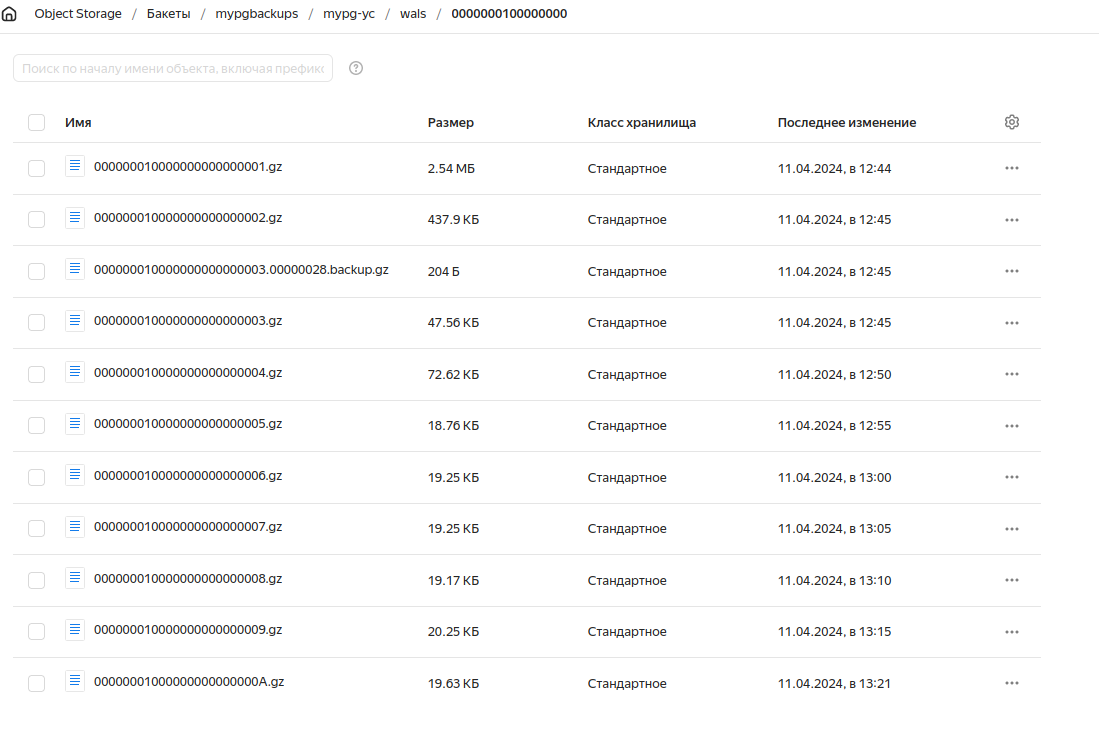 Object Storage / Бакеты / mypgbackups / mypg-yc / wals / 0000000100000000
Поиск по началу имени объекта, включая префикс
Имя Размер Класс хранилища Последнее изменение
000000010000000000000001.gz 2.54 МБ Стандартное 11.04.2024, в 12:44
000000010000000000000002.gz 437.9 КБ Стандартное 11.04.2024, в 12:45
000000010000000000000003.00000028.backup.gz 204 Б Стандартное 11.04.2024, в 12:45
000000010000000000000003.gz 47.56 КБ Стандартное 11.04.2024, в 12:45
000000010000000000000004.gz 72.62 КБ Стандартное 11.04.2024, в 12:50
000000010000000000000005.gz 18.76 КБ Стандартное 11.04.2024, в 12:55
000000010000000000000006.gz 19.25 КБ Стандартное 11.04.2024, в 13:00
000000010000000000000007.gz 19.25 КБ Стандартное 11.04.2024, в 13:05
000000010000000000000008.gz 19.17 КБ Стандартное 11.04.2024, в 13:10
000000010000000000000009.gz 20.25 КБ Стандартное 11.04.2024, в 13:15
00000001000000000000000A.gz 19.63 КБ Стандартное 11.04.2024, в 13:21